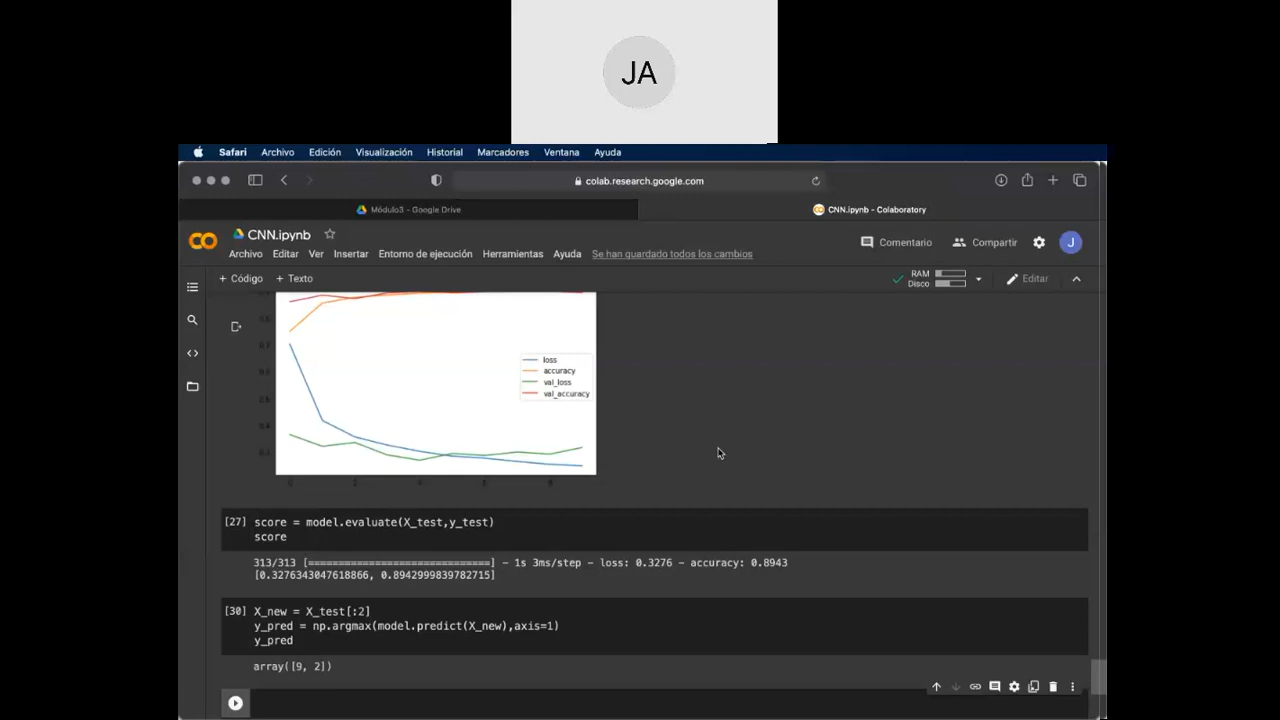 JA
Safari Archivo Edición Visualización Historial Marcadores Ventana Ayuda
colab.research.google.com
Módulo3 - Google Drive
CNN.ipynb - Colaboratory
CNN.ipynb
Comentario Compartir J
Archivo Editar Ver Insertar Entorno de ejecución Herramientas Ayuda Se han guardado todos los cambios
+ Código + Texto
RAM
Disco
Editar
loss
accuracy
val_loss
val_accuracy
[27] score = model.evaluate(X_test,y_test)
score
313/313 [==============================] - 1s 3ms/step - loss: 0.3276 - accuracy: 0.8943
[0.3276343047618866, 0.8942999839782715]
[30] X_new = X_test[:2]
y_pred = np.argmax(model.predict(X_new),axis=1)
y_pred
array([9, 2])